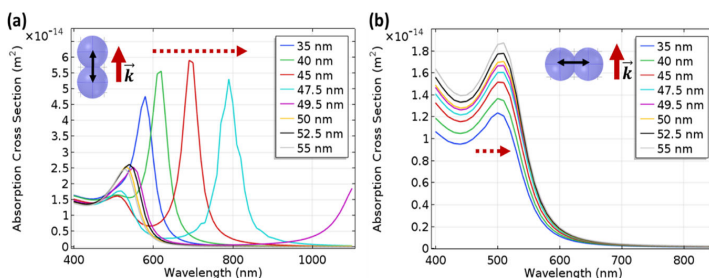 (a)
×10⁻¹⁴
Absorption Cross Section (m²)
6
5.5
5
4.5
4
3.5
3
2.5
2
1.5
1
0.5
0
k
35 nm
40 nm
45 nm
47.5 nm
49.5 nm
50 nm
52.5 nm
55 nm
400 600 800 1000
Wavelength (nm)
(b)
×10⁻¹⁴
Absorption Cross Section (m²)
1.8
1.6
1.4
1.2
1
0.8
0.6
0.4
0.2
k
35 nm
40 nm
45 nm
47.5 nm
49.5 nm
50 nm
52.5 nm
55 nm
400 500 600 700 800
Wavelength (nm)